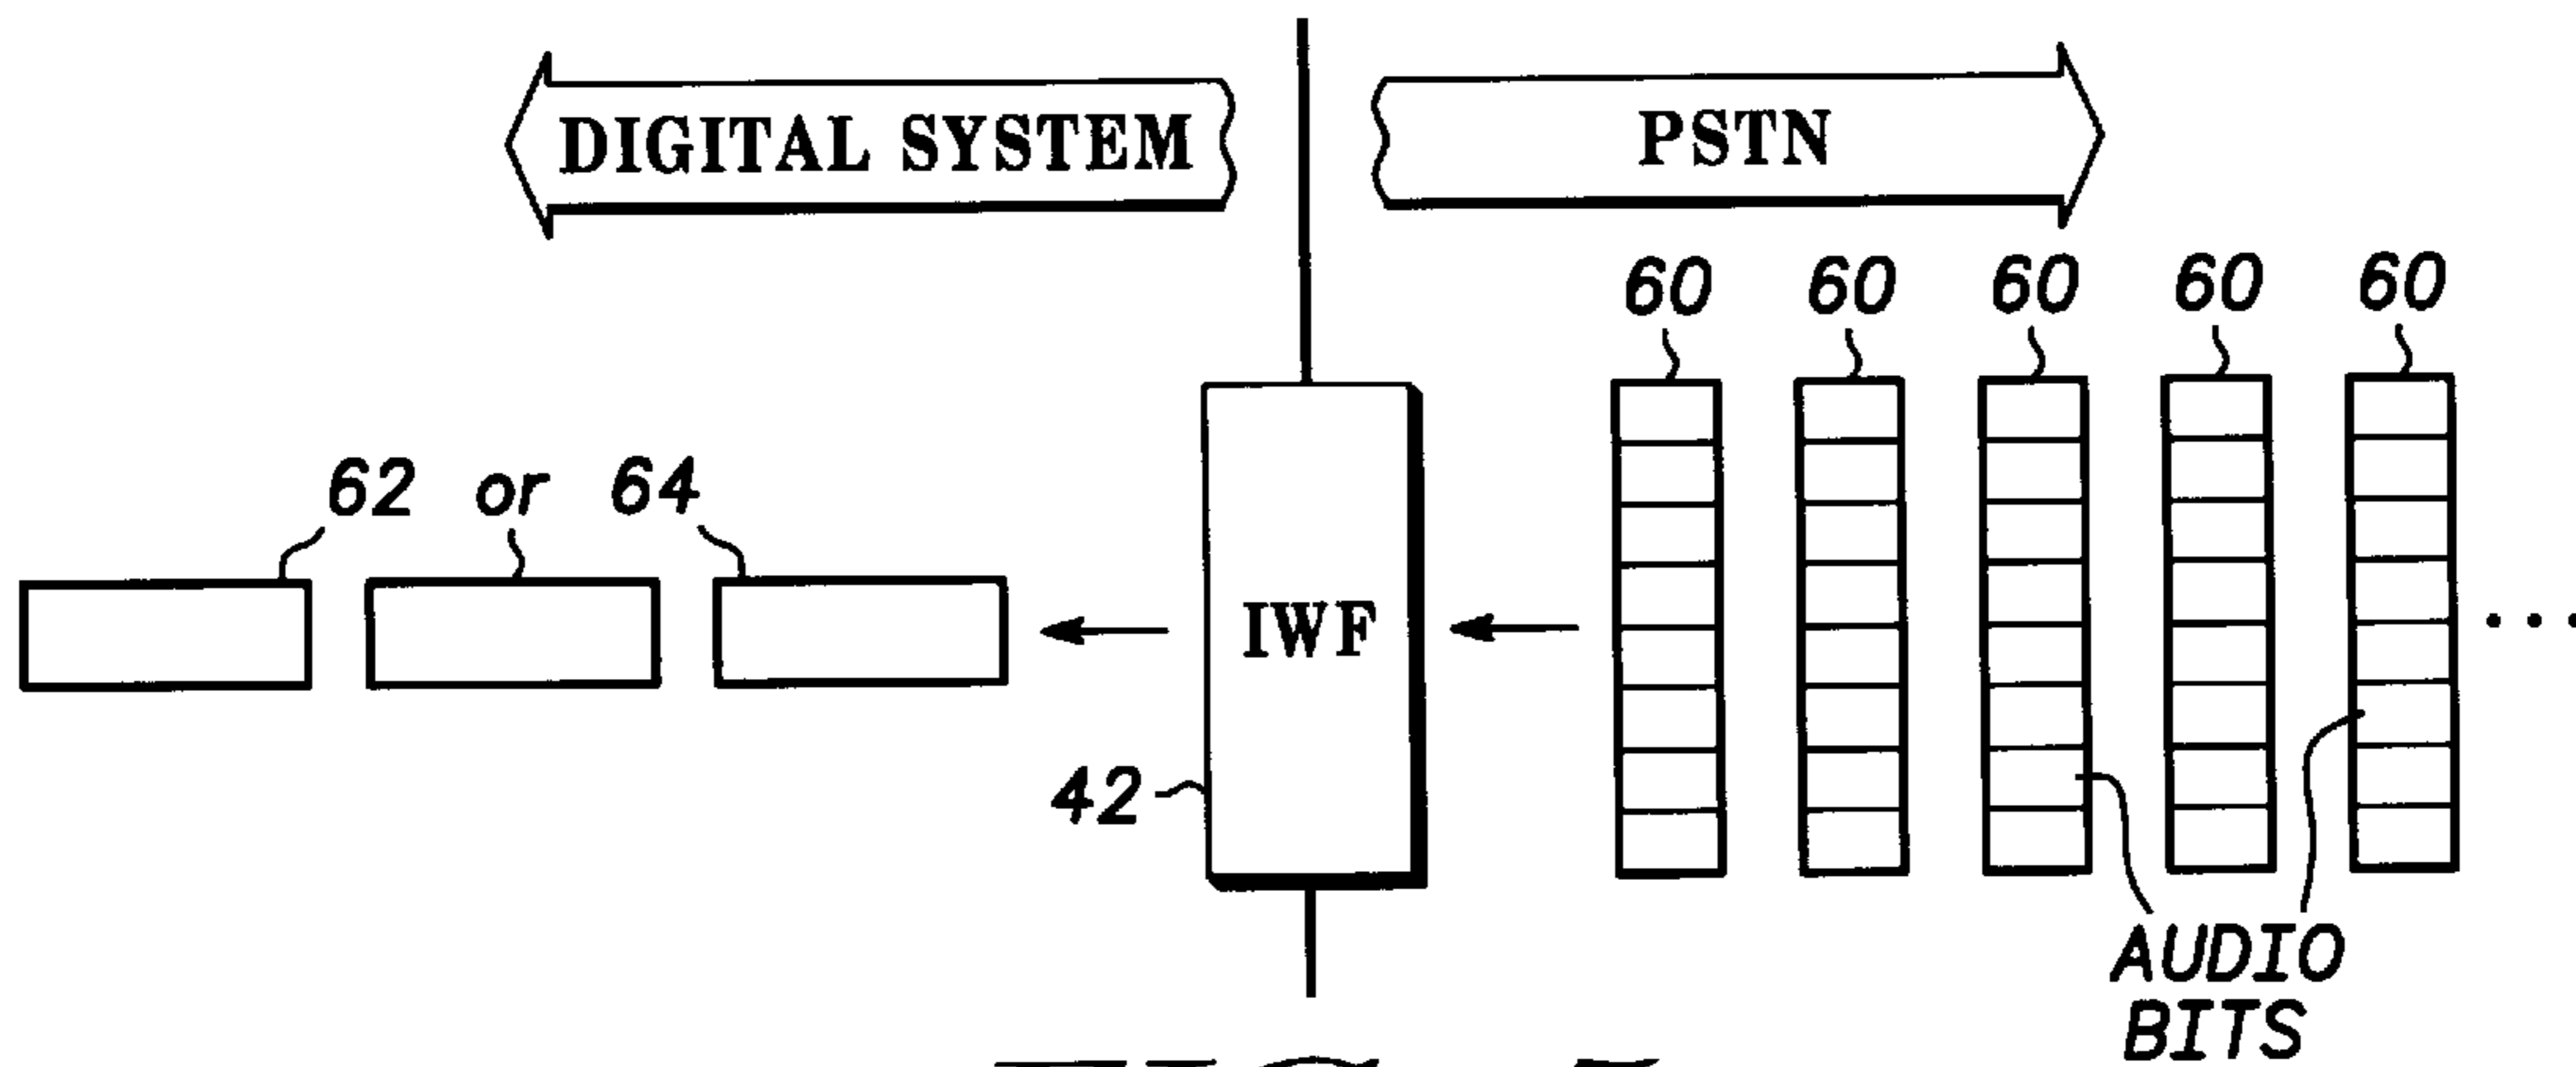 DIGITAL SYSTEM
PSTN
60 60 60 60 60
62 or 64
IWF
42
AUDIO
BITS